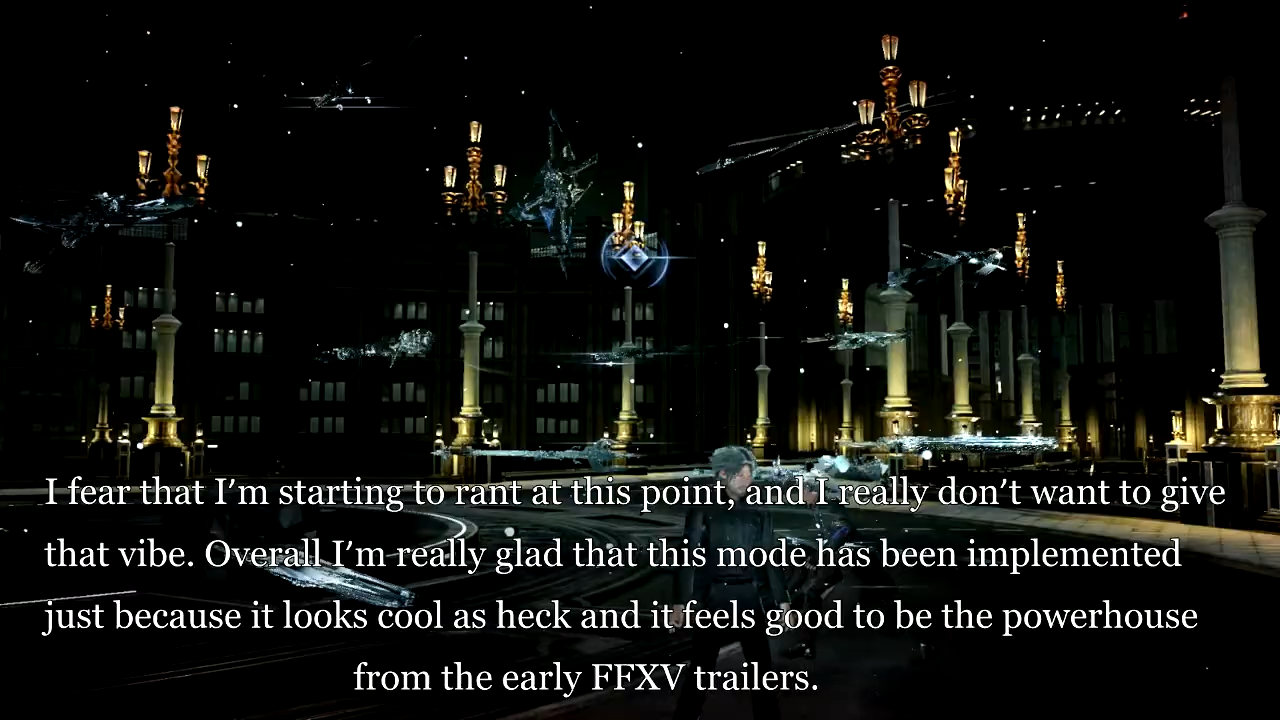 I fear that I'm starting to rant at this point, and I really don't want to give
that vibe. Overall I'm really glad that this mode has been implemented
just because it looks cool as heck and it feels good to be the powerhouse
from the early FFXV trailers.